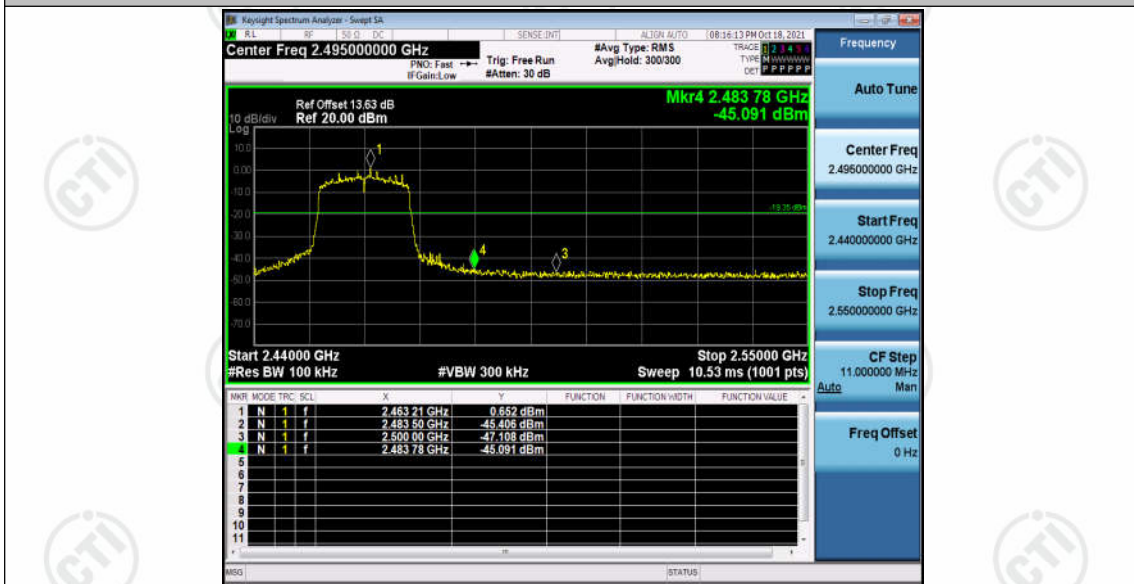 Keysight Spectrum Analyzer - Swept SA
RL RF 50 Ω DC SENSE:INT ALIGN AUTO 08:16:13 PM Oct 18, 2021
Center Freq 2.495000000 GHz
PNO: Fast
IFGain:Low
Trig: Free Run
#Atten: 30 dB
#Avg Type: RMS
Avg|Hold: 300/300
TRACE 1 2 3 4 5 6
TYPE M WWWWW
DET P P P P P P
Ref Offset 13.63 dB
10 dB/div Ref 20.00 dBm
Log
Mkr4 2.483 78 GHz
-45.091 dBm
10.0
0.00
-10.0
-20.0
-30.0
-40.0
-50.0
-60.0
-70.0
1
4
3
Start 2.44000 GHz Stop 2.55000 GHz
#Res BW 100 kHz #VBW 300 kHz Sweep 10.53 ms (1001 pts)
MKR MODE TRC SCL X Y FUNCTION FUNCTION WIDTH FUNCTION VALUE
1 N 1 f 2.463 21 GHz 0.652 dBm
2 N 1 f 2.483 50 GHz -45.406 dBm
3 N 1 f 2.500 00 GHz -47.108 dBm
4 N 1 f 2.483 78 GHz -45.091 dBm
5
6
7
8
9
10
11
MSG STATUS
Frequency
Auto Tune
Center Freq
2.495000000 GHz
Start Freq
2.440000000 GHz
Stop Freq
2.550000000 GHz
CF Step
11.000000 MHz
Auto Man
Freq Offset
0 Hz
CTI
CTI
CTI
CTI